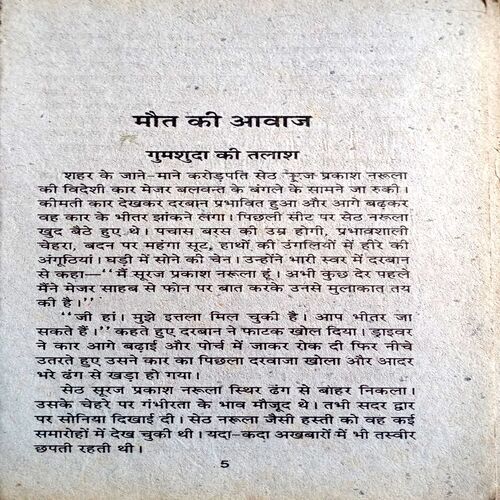 मौत की आवाज
गुमशुदा की तलाश
शहर के जाने-माने करोड़पति सेठ सूरज प्रकाश नरूला
की विदेशी कार मेजर बलवन्त के बंगले के सामने जा रुकी।
कीमती कार देखकर दरबान प्रभावित हुआ और आगे बढ़कर
वह कार के भीतर झांकने लगा। पिछली सीट पर सेठ नरूला
खुद बैठे हुए थे। पचास बरस की उम्र होगी, प्रभावशाली
चेहरा, बदन पर महंगा सूट, हाथों की उंगलियों में हीरे की
अंगूठियां। घड़ी में सोने की चेन। उन्होंने भारी स्वर में दरबान
से कहा—‘‘मैं सूरज प्रकाश नरूला हूं। अभी कुछ देर पहले
मैंने मेजर साहब से फोन पर बात करके उनसे मुलाकात तय
की है।’’
‘‘जी हां। मुझे इत्तला मिल चुकी है। आप भीतर जा
सकते हैं।’’ कहते हुए दरबान ने फाटक खोल दिया। ड्राइवर
ने कार आगे बढ़ाई और पोर्च में जाकर रोक दी फिर नीचे
उतरते हुए उसने कार का पिछला दरवाजा खोला और आदर
भरे ढंग से खड़ा हो गया।
सेठ सूरज प्रकाश नरूला स्थिर ढंग से बाहर निकला।
उसके चेहरे पर गंभीरता के भाव मौजूद थे। तभी सदर द्वार
पर सोनिया दिखाई दी। सेठ नरूला जैसी हस्ती को वह कई
समारोहों में देख चुकी थी। यदा-कदा अखबारों में भी तस्वीर
छपती रहती थी।
5